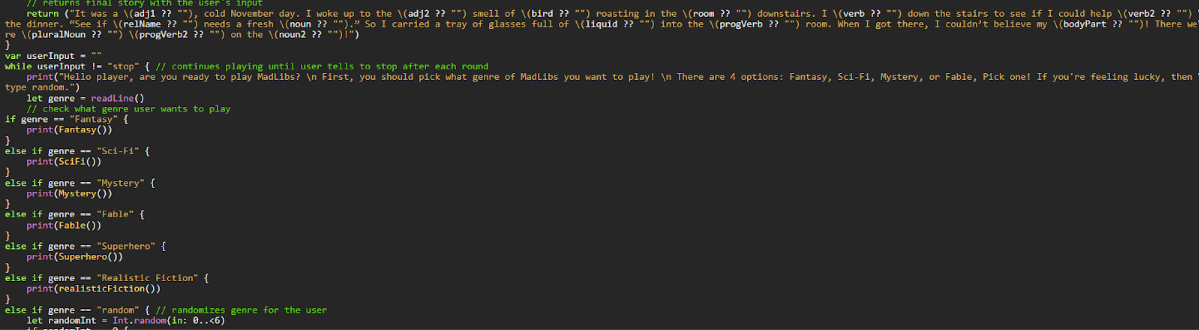 // returns final story with the user's input
return ("It was a \(adj1 ?? ""), cold November day. I woke up to the \(adj2 ?? "") smell of \(bird ?? "") roasting in the \(room ?? "") downstairs. I \(verb ?? "") down the stairs to see if I could help \(verb2 ?? "")
the dinner. “See if \(relName ?? "") needs a fresh \(noun ?? "").” So I carried a tray of glasses full of \(liquid ?? "") into the \(progVerb ?? "") room. When I got there, I couldn’t believe my \(bodyPart ?? "")! There we
re \(pluralNoun ?? "") \(progVerb2 ?? "") on the \(noun2 ?? "")!")
}
var userInput = ""
while userInput != "stop" { // continues playing until user tells to stop after each round
print("Hello player, are you ready to play MadLibs? \n First, you should pick what genre of MadLibs you want to play! \n There are 4 options: Fantasy, Sci-Fi, Mystery, or Fable, Pick one! If you're feeling lucky, then
type random.")
let genre = readLine()
// check what genre user wants to play
if genre == "Fantasy" {
print(Fantasy())
}
else if genre == "Sci-Fi" {
print(SciFi())
}
else if genre == "Mystery" {
print(Mystery())
}
else if genre == "Fable" {
print(Fable())
}
else if genre == "Superhero" {
print(Superhero())
}
else if genre == "Realistic Fiction" {
print(realisticFiction())
}
else if genre == "random" { // randomizes genre for the user
let randomInt = Int.random(in: 0..<6)